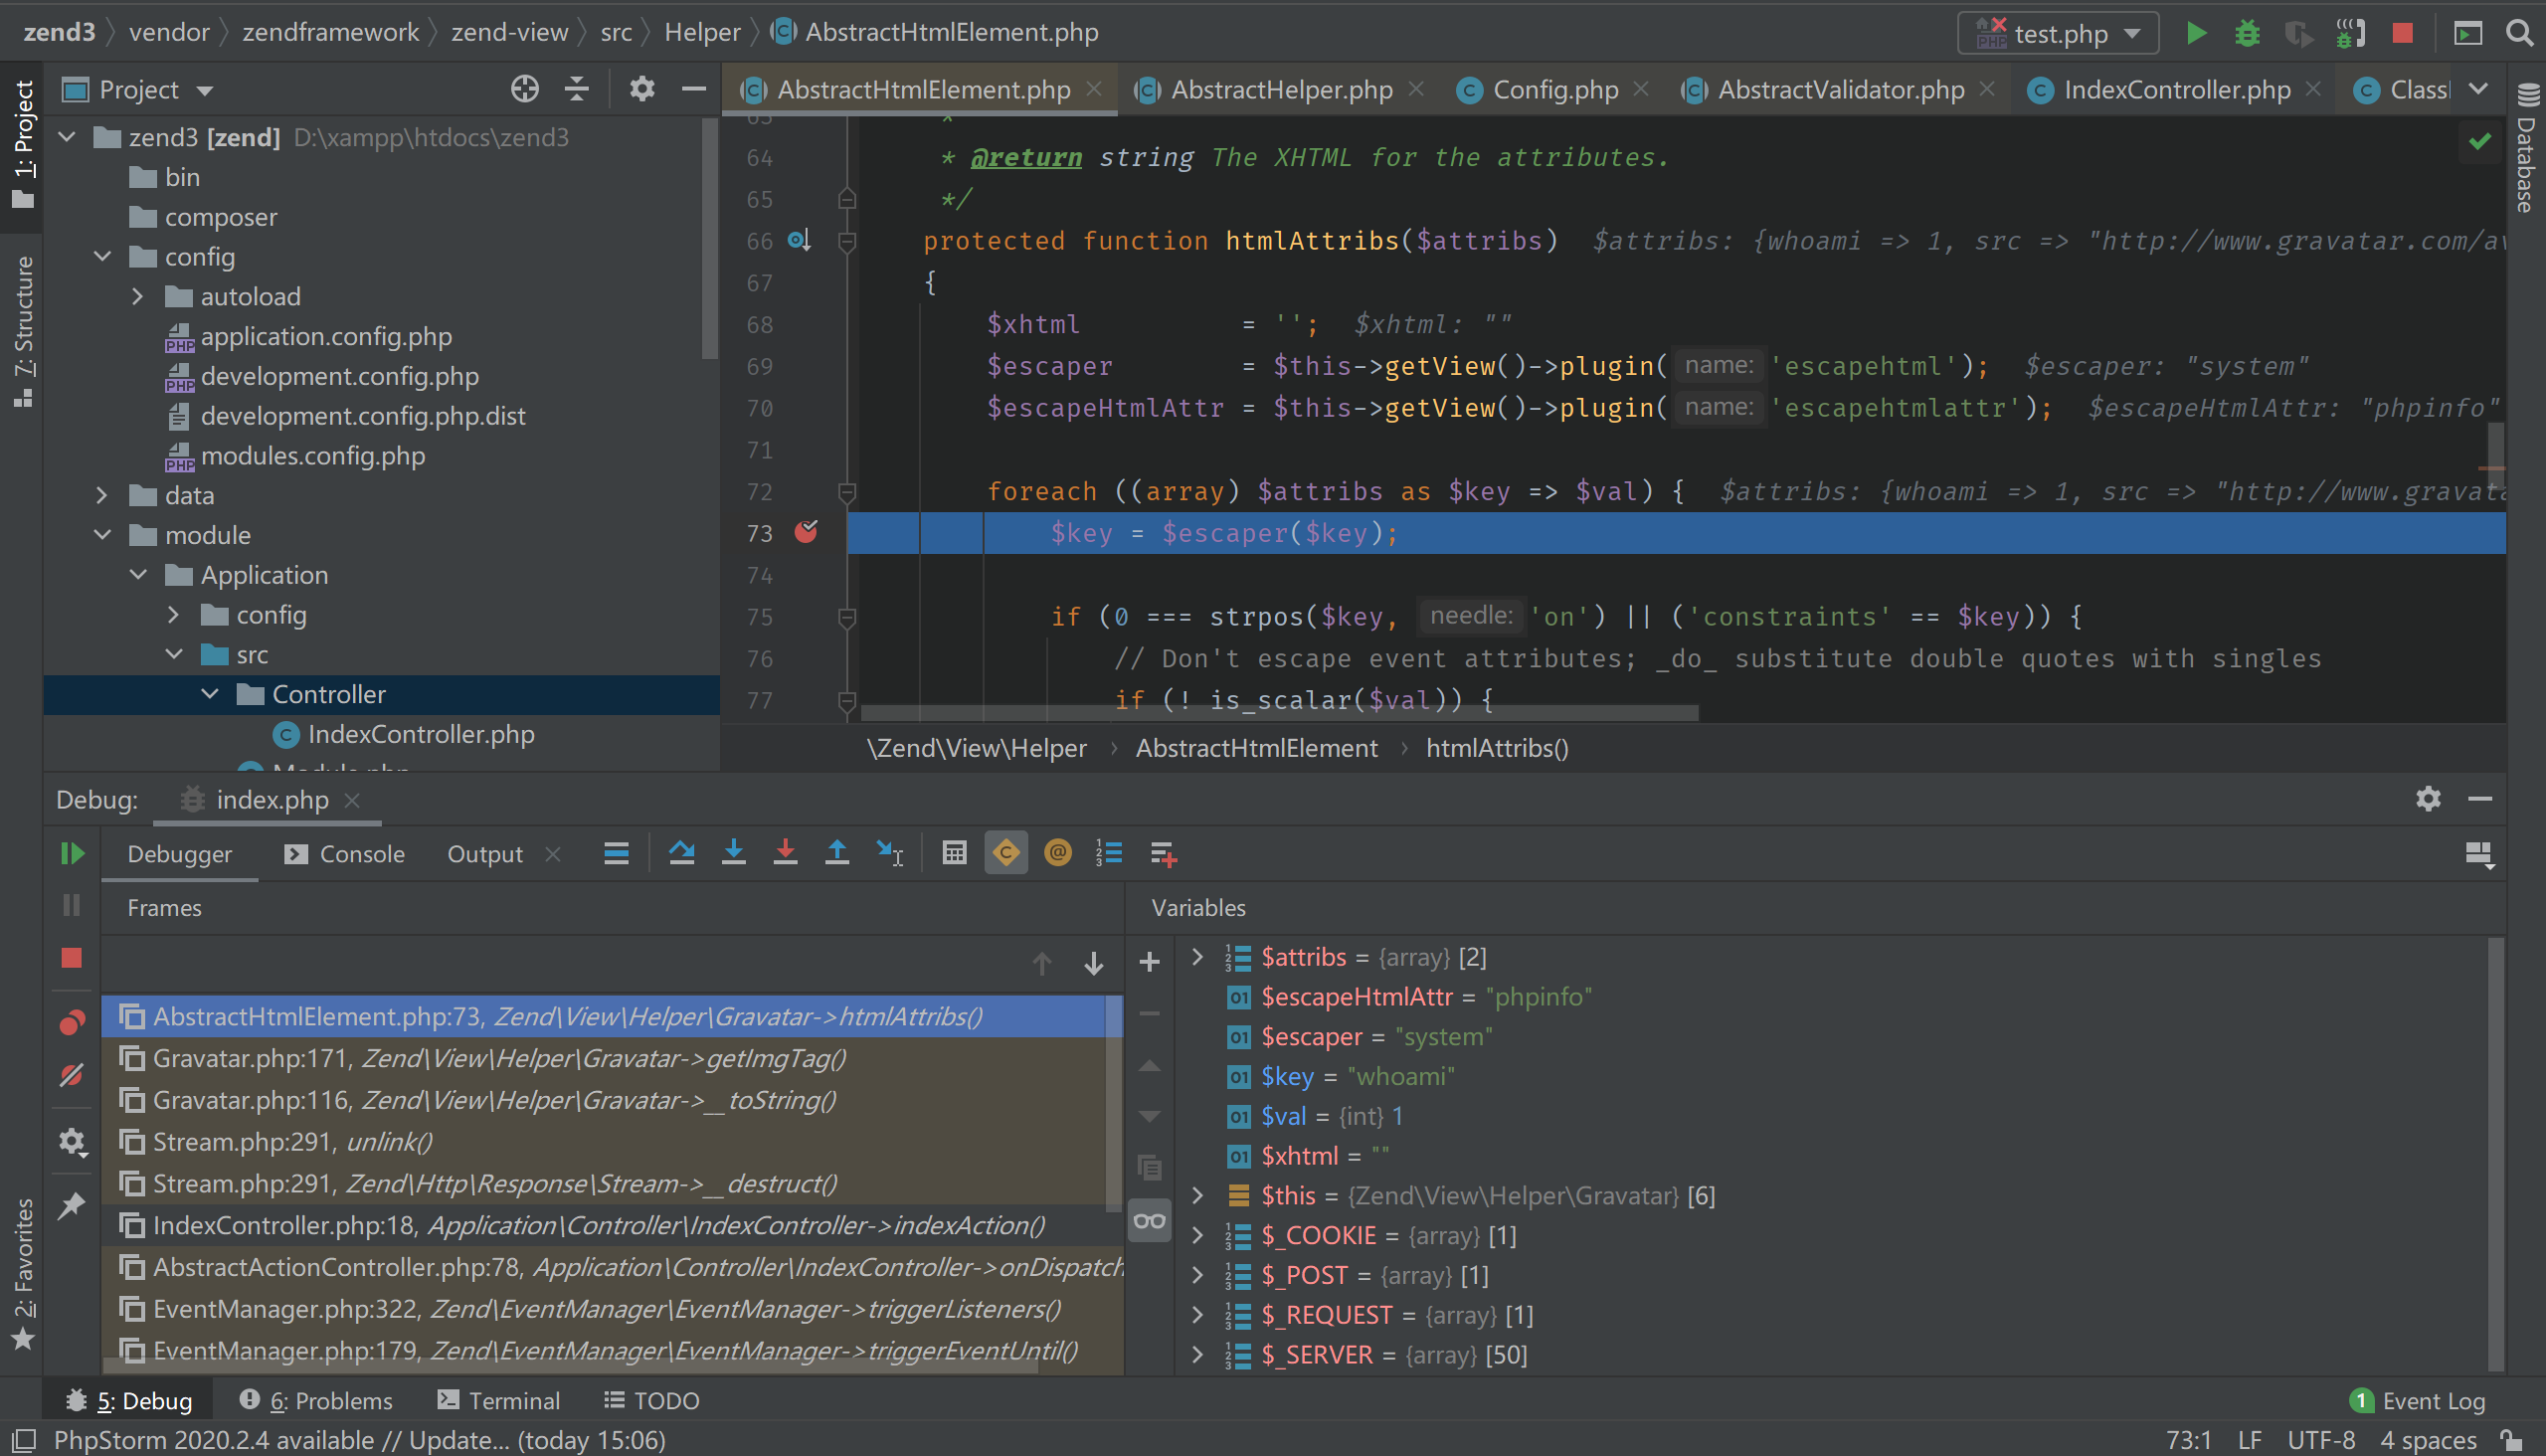 zend3 vendor zendframework zend-view src Helper AbstractHtmlElement.php
test.php
1: Project
7: Structure
2: Favorites
Database
Project
zend3 [zend] D:\xampp\htdocs\zend3
bin
composer
config
autoload
application.config.php
development.config.php
development.config.php.dist
modules.config.php
data
module
Application
config
src
Controller
IndexController.php
Module.php
AbstractHtmlElement.php AbstractHelper.php Config.php AbstractValidator.php IndexController.php Classl
63 *
64 * @return string The XHTML for the attributes.
65 */
66 protected function htmlAttribs($attribs) $attribs: {whoami => 1, src => "http://www.gravatar.com/av
67 {
68 $xhtml = ''; $xhtml: ""
69 $escaper = $this->getView()->plugin( name: 'escapehtml'); $escaper: "system"
70 $escapeHtmlAttr = $this->getView()->plugin( name: 'escapehtmlattr'); $escapeHtmlAttr: "phpinfo"
71
72 foreach ((array) $attribs as $key => $val) { $attribs: {whoami => 1, src => "http://www.gravata
73 $key = $escaper($key);
74
75 if (0 === strpos($key, needle: 'on') || ('constraints' == $key)) {
76 // Don't escape event attributes; _do_ substitute double quotes with singles
77 if (! is_scalar($val)) {
\Zend\View\Helper › AbstractHtmlElement › htmlAttribs()
Debug: index.php
Debugger Console Output
Frames
AbstractHtmlElement.php:73, Zend\View\Helper\Gravatar->htmlAttribs()
Gravatar.php:171, Zend\View\Helper\Gravatar->getImgTag()
Gravatar.php:116, Zend\View\Helper\Gravatar->__toString()
Stream.php:291, unlink()
Stream.php:291, Zend\Http\Response\Stream->__destruct()
IndexController.php:18, Application\Controller\IndexController->indexAction()
AbstractActionController.php:78, Application\Controller\IndexController->onDispatch
EventManager.php:322, Zend\EventManager\EventManager->triggerListeners()
EventManager.php:179, Zend\EventManager\EventManager->triggerEventUntil()
Variables
$attribs = {array} [2]
$escapeHtmlAttr = "phpinfo"
$escaper = "system"
$key = "whoami"
$val = {int} 1
$xhtml = ""
$this = {Zend\View\Helper\Gravatar} [6]
$_COOKIE = {array} [1]
$_POST = {array} [1]
$_REQUEST = {array} [1]
$_SERVER = {array} [50]
5: Debug 6: Problems Terminal TODO 1 Event Log
PhpStorm 2020.2.4 available // Update... (today 15:06) 73:1 LF UTF-8 4 spaces